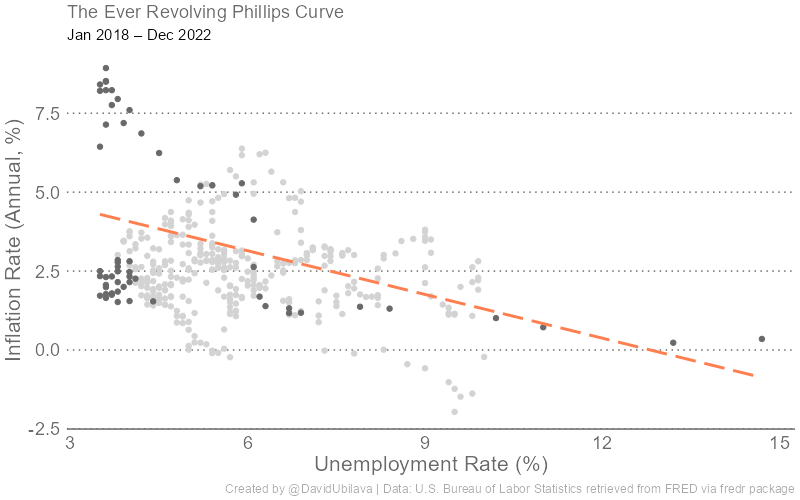 The Ever Revolving Phillips Curve
Jan 2018 – Dec 2022
Inflation Rate (Annual, %)
7.5
5.0
2.5
0.0
-2.5
3 6 9 12 15
Unemployment Rate (%)
Created by @DavidUbilava | Data: U.S. Bureau of Labor Statistics retrieved from FRED via fredr package